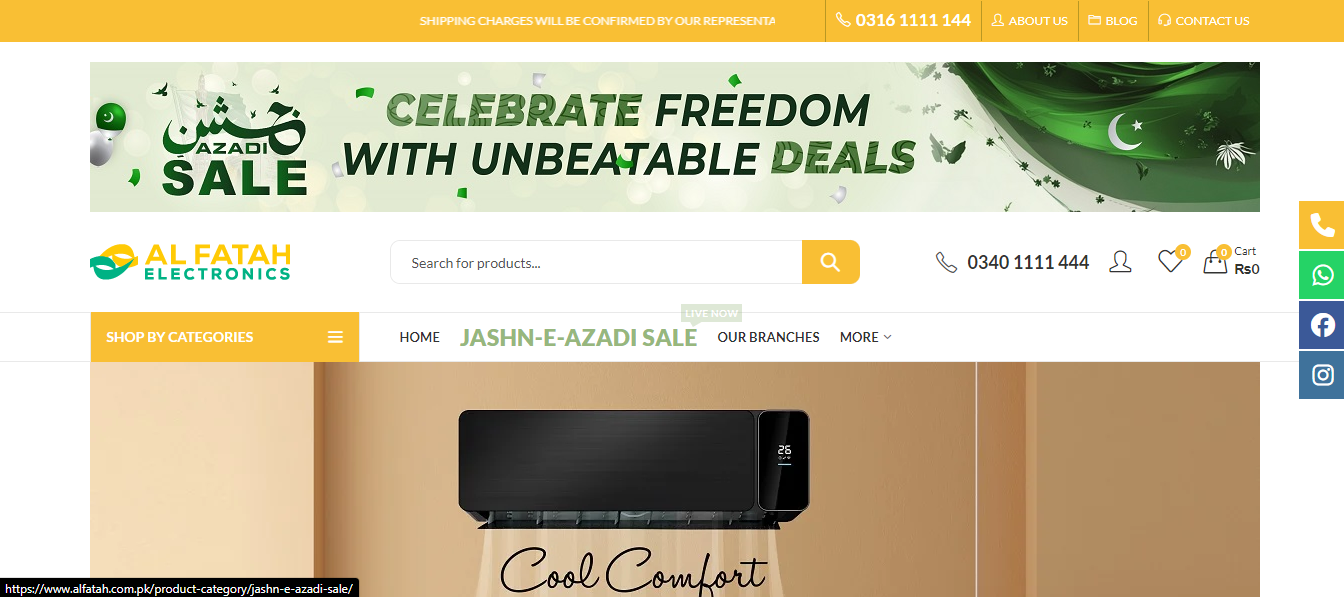 SHIPPING CHARGES WILL BE CONFIRMED BY OUR REPRESENTA
0316 1111 144
ABOUT US
BLOG
CONTACT US
جشن
AZADI
SALE
CELEBRATE FREEDOM
WITH UNBEATABLE DEALS
AL FATAH
ELECTRONICS
Search for products...
0340 1111 444
0
0
Cart
₨0
SHOP BY CATEGORIES
HOME
LIVE NOW
JASHN-E-AZADI SALE
OUR BRANCHES
MORE
26
Cool Comfort
https://www.alfatah.com.pk/product-category/jashn-e-azadi-sale/